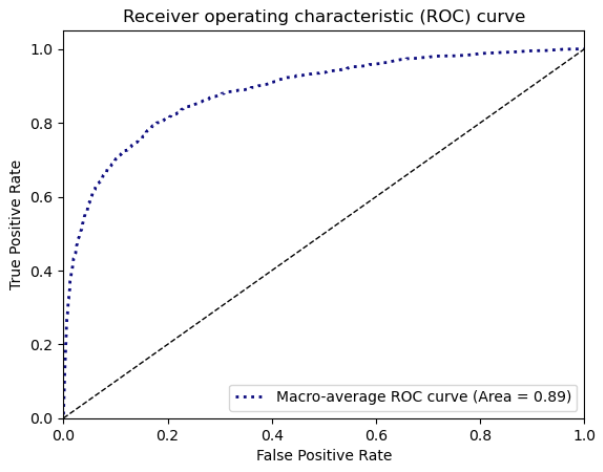 Receiver operating characteristic (ROC) curve
True Positive Rate
1.0
0.8
0.6
0.4
0.2
0.0
Macro-average ROC curve (Area = 0.89)
0.0 0.2 0.4 0.6 0.8 1.0
False Positive Rate